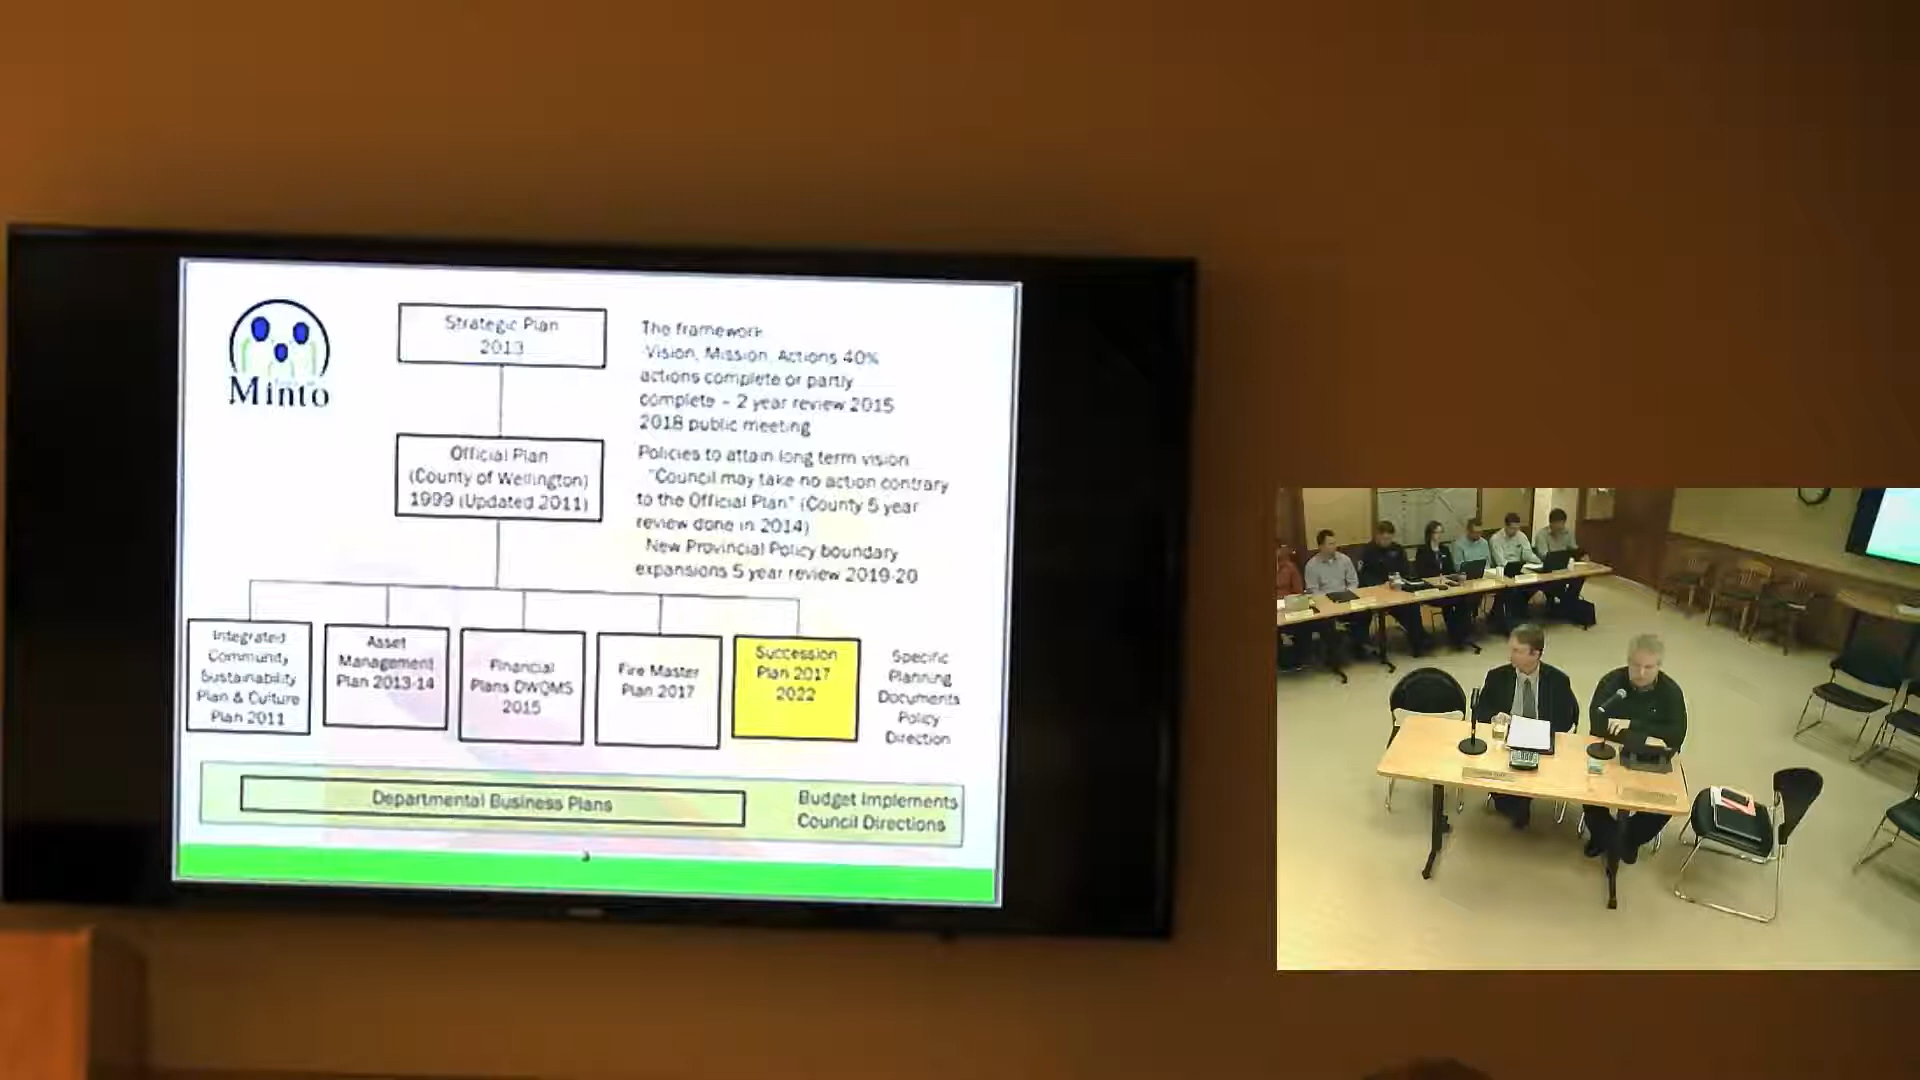 Minto
Strategic Plan
2013
The framework
Vision, Mission, Actions 40%
actions complete or partly
complete – 2 year review 2015
2018 public meeting
Official Plan
(County of Wellington)
1999 (Updated 2011)
Policies to attain long term vision
"Council may take no action contrary
to the Official Plan" (County 5 year
review done in 2014)
New Provincial Policy boundary
expansions 5 year review 2019-20
Integrated
Community
Sustainability
Plan & Culture
Plan 2011
Asset
Management
Plan 2013-14
Financial
Plans DWQMS
2015
Fire Master
Plan 2017
Succession
Plan 2017
2022
Specific
Planning
Documents
Policy
Direction
Departmental Business Plans
Budget Implements
Council Directions
3